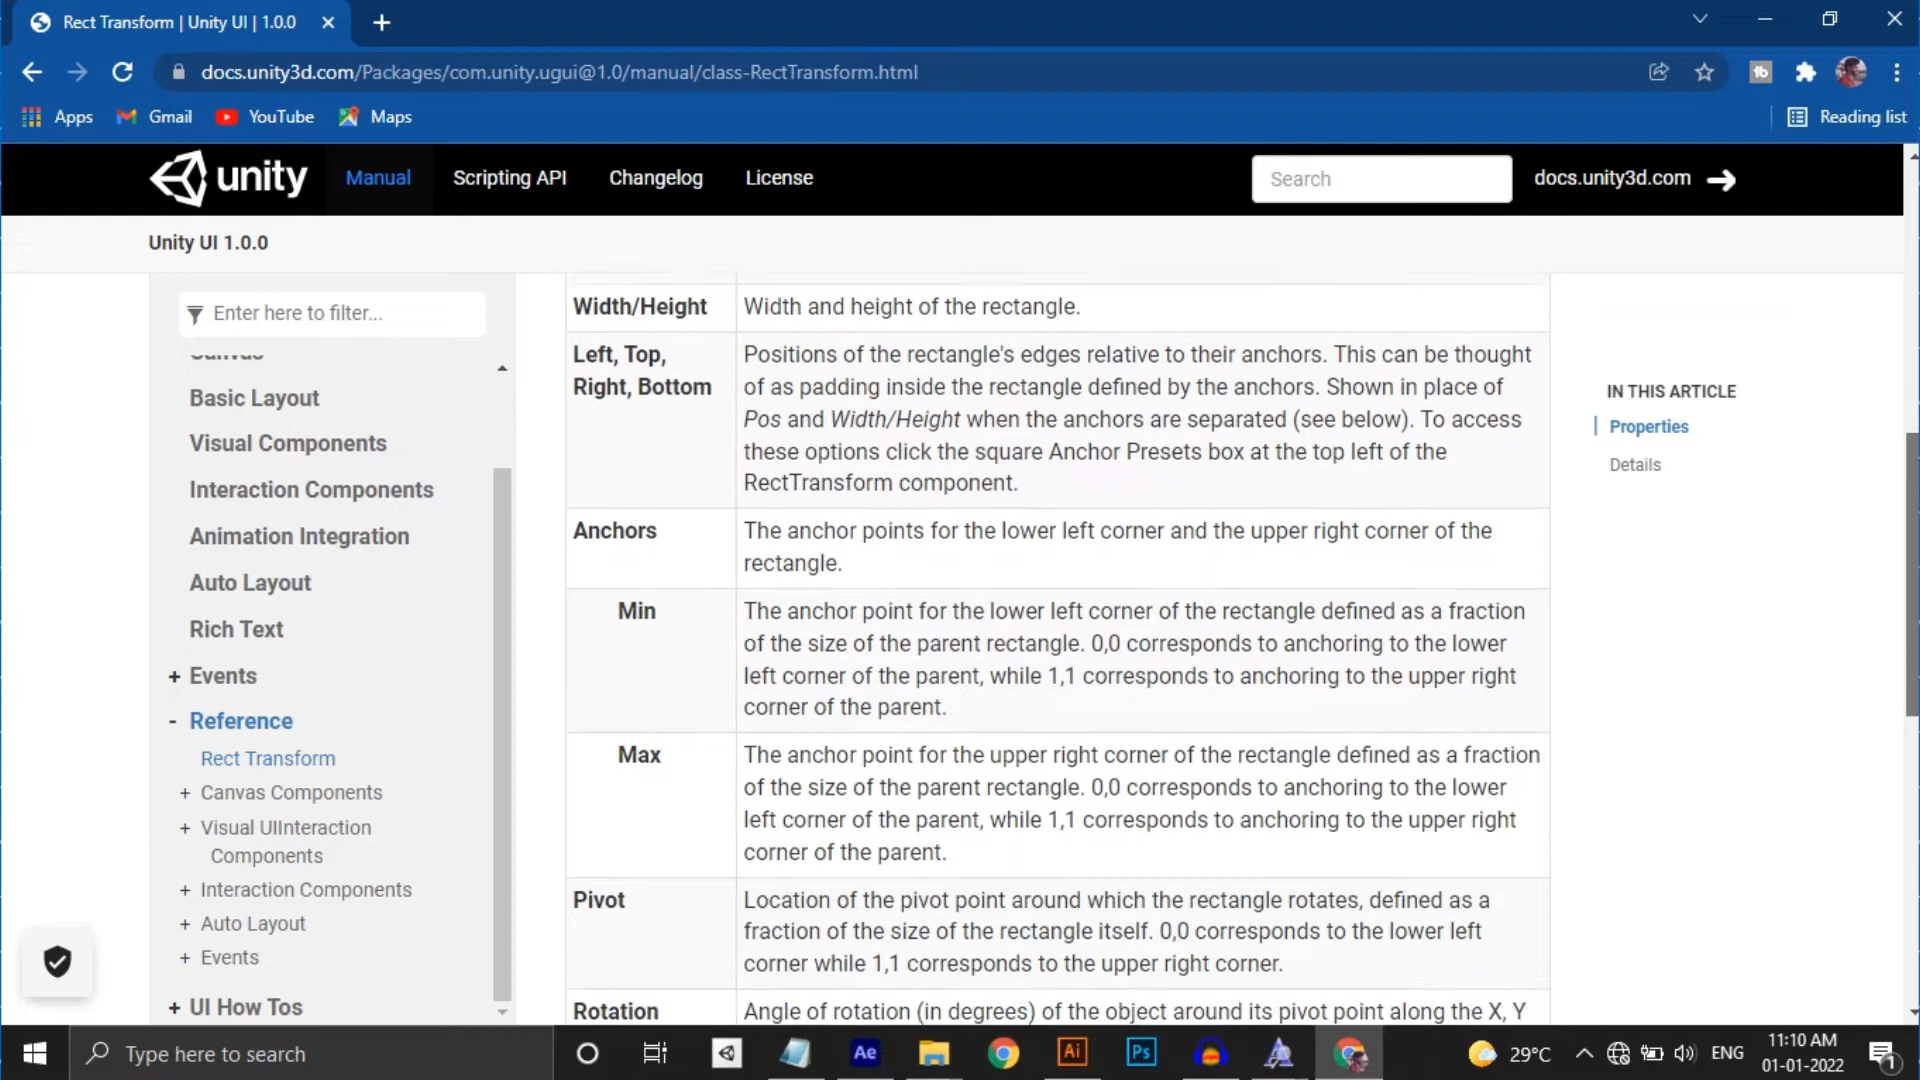 Rect Transform | Unity UI | 1.0.0
docs.unity3d.com/Packages/com.unity.ugui@1.0/manual/class-RectTransform.html
Apps Gmail YouTube Maps Reading list
unity Manual Scripting API Changelog License Search docs.unity3d.com
Unity UI 1.0.0
Enter here to filter...
Canvas
Basic Layout
Visual Components
Interaction Components
Animation Integration
Auto Layout
Rich Text
+ Events
- Reference
Rect Transform
+ Canvas Components
+ Visual UIInteraction
Components
+ Interaction Components
+ Auto Layout
+ Events
+ UI How Tos
Width/Height Width and height of the rectangle.
Left, Top, Positions of the rectangle's edges relative to their anchors. This can be thought
Right, Bottom of as padding inside the rectangle defined by the anchors. Shown in place of
Pos and Width/Height when the anchors are separated (see below). To access
these options click the square Anchor Presets box at the top left of the
RectTransform component.
Anchors The anchor points for the lower left corner and the upper right corner of the
rectangle.
Min The anchor point for the lower left corner of the rectangle defined as a fraction
of the size of the parent rectangle. 0,0 corresponds to anchoring to the lower
left corner of the parent, while 1,1 corresponds to anchoring to the upper right
corner of the parent.
Max The anchor point for the upper right corner of the rectangle defined as a fraction
of the size of the parent rectangle. 0,0 corresponds to anchoring to the lower
left corner of the parent, while 1,1 corresponds to anchoring to the upper right
corner of the parent.
Pivot Location of the pivot point around which the rectangle rotates, defined as a
fraction of the size of the rectangle itself. 0,0 corresponds to the lower left
corner while 1,1 corresponds to the upper right corner.
Rotation Angle of rotation (in degrees) of the object around its pivot point along the X, Y
IN THIS ARTICLE
Properties
Details
Type here to search
Ae
Ai
Ps
29°C
ENG
11:10 AM
01-01-2022
1